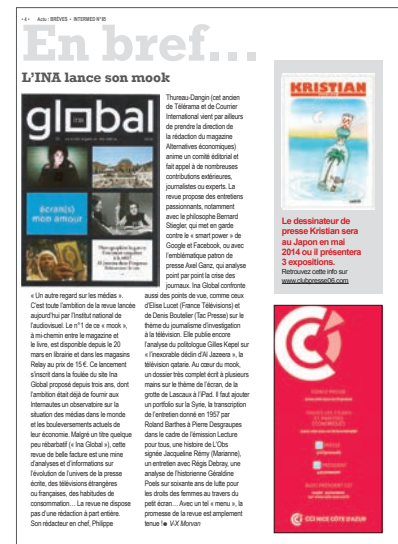 • 4 • Actu : BRÈVES • INTERMED N°85
En bref...
L'INA lance son mook
global
ina
écran(s)
mon amour
« Un autre regard sur les médias ».
C'est toute l'ambition de la revue lancée
aujourd'hui par l'Institut national de
l'audiovisuel. Le n°1 de ce « mook »,
à mi-chemin entre le magazine et
le livre, est disponible depuis le 20
mars en librairie et dans les magasins
Relay au prix de 15 €. Ce lancement
s'inscrit dans la foulée du site Ina
Global proposé depuis trois ans, dont
l'ambition était déjà de fournir aux
Internautes un observatoire sur la
situation des médias dans le monde
et les bouleversements actuels de
leur économie. Malgré un titre quelque
peu rébarbatif (« Ina Global »), cette
revue de belle facture est une mine
d'analyses et d'informations sur
l'évolution de l'univers de la presse
écrite, des télévisions étrangères
ou françaises, des habitudes de
consommation… La revue ne dispose
pas d'une rédaction à part entière.
Son rédacteur en chef, Philippe
Thureau-Dangin (cet ancien
de Télérama et de Courrier
International vient par ailleurs
de prendre la direction de
la rédaction du magazine
Alternatives économiques)
anime un comité éditorial et
fait appel à de nombreuses
contributions extérieures,
journalistes ou experts. La
revue propose des entretiens
passionnants, notamment
avec le philosophe Bernard
Stiegler, qui met en garde
contre le « smart power » de
Google et Facebook, ou avec
l'emblématique patron de
presse Axel Ganz, qui analyse
point par point la crise des
journaux. Ina Global confronte
aussi des points de vue, comme ceux
d'Elise Lucet (France Télévisions) et
de Denis Boutelier (Tac Presse) sur le
thème du journalisme d'investigation
à la télévision. Elle publie encore
l'analyse du politologue Gilles Kepel sur
« l'inexorable déclin d'Al Jazeera », la
télévision qatarie. Au cœur du mook,
un dossier très complet écrit à plusieurs
mains sur le thème de l'écran, de la
grotte de Lascaux à l'iPad. Il faut ajouter
un portfolio sur la Syrie, la transcription
de l'entretien donné en 1957 par
Roland Barthes à Pierre Desgraupes
dans le cadre de l'émission Lecture
pour tous, une histoire de L'Obs
signée Jacqueline Rémy (Marianne),
un entretien avec Régis Debray, une
analyse de l'historienne Géraldine
Poels sur soixante ans de lutte pour
les droits des femmes au travers du
petit écran… Avec un tel « menu », la
promesse de la revue est amplement
tenue ! V-X Morvan
KRISTIAN
Le dessinateur de
presse Kristian sera
au Japon en mai
2014 ou il présentera
3 expositions.
Retrouvez cette info sur
www.clubpresse06.com
CCI NICE CÔTE D'AZUR